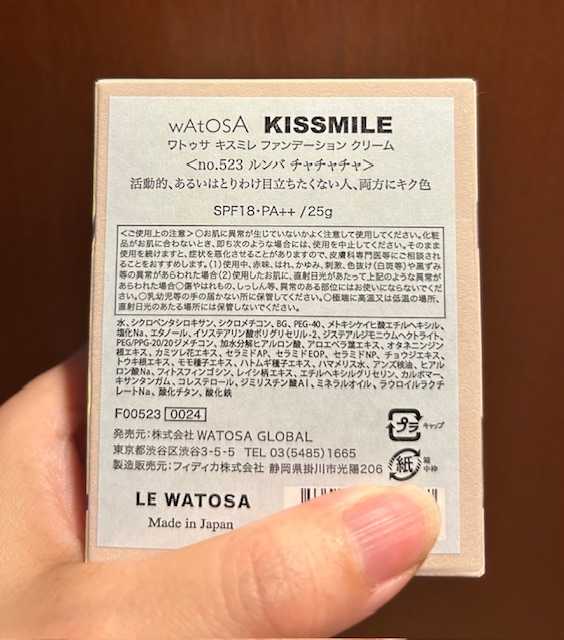 wAtOSA KISSMILE
ワトゥサ キスミレ ファンデーション クリーム
<no.523 ルンバ チャチャチャ>
活動的、あるいはとりわけ目立ちたくない人、両方にキク色
SPF18・PA++ /25g
<ご使用上の注意>○お肌に異常が生じていないかよく注意して使用してください。化粧
品がお肌に合わないとき、即ち次のような場合には、使用を中止してください。そのまま
使用を続けますと、症状を悪化させることがありますので、皮膚科専門医等にご相談され
ることをおすすめします。(1)使用中、赤味、はれ、かゆみ、刺激、色抜け(白斑等)や黒ずみ
等の異常があらわれた場合(2)使用したお肌に、直射日光があたって上記のような異常が
あらわれた場合○傷やはれもの、しっしん等、異常のある部位にはお使いにならないでくだ
さい。○乳幼児等の手の届かない所に保管してください。○極端に高温又は低温の場所、
直射日光のあたる場所には保管しないでください。
水、シクロペンタシロキサン、シクロメチコン、BG、PEG-40、メトキシケイヒ酸エチルヘキシル、
塩化Na、エタノール、イソステアリン酸ポリグリセリル-2、ジステアルジモニウムヘクトライト、
PEG/PPG-20/20ジメチコン、加水分解ヒアルロン酸、アロエベラ葉エキス、オタネニンジン
根エキス、カミツレ花エキス、セラミドAP、セラミドEOP、セラミドNP、チョウジエキス、
トウキ根エキス、モモ種子エキス、ハトムギ種子エキス、ハマメリス水、アンズ核油、ヒアル
ロン酸Na、フィトスフィンゴシン、レイシ柄エキス、エチルヘキシルグリセリン、カルボマー、
キサンタンガム、コレステロール、ジミリスチン酸Al、ミネラルオイル、ラウロイルラクチ
レートNa、酸化チタン、酸化鉄
F00523 0024
プラ キャップ
発売元:株式会社 WATOSA GLOBAL
東京都渋谷区渋谷3-5-5 TEL 03(5485)1665
製造販売元:フィディカ株式会社 静岡県掛川市光陽206
紙 箱 中枠
LE WATOSA
Made in Japan